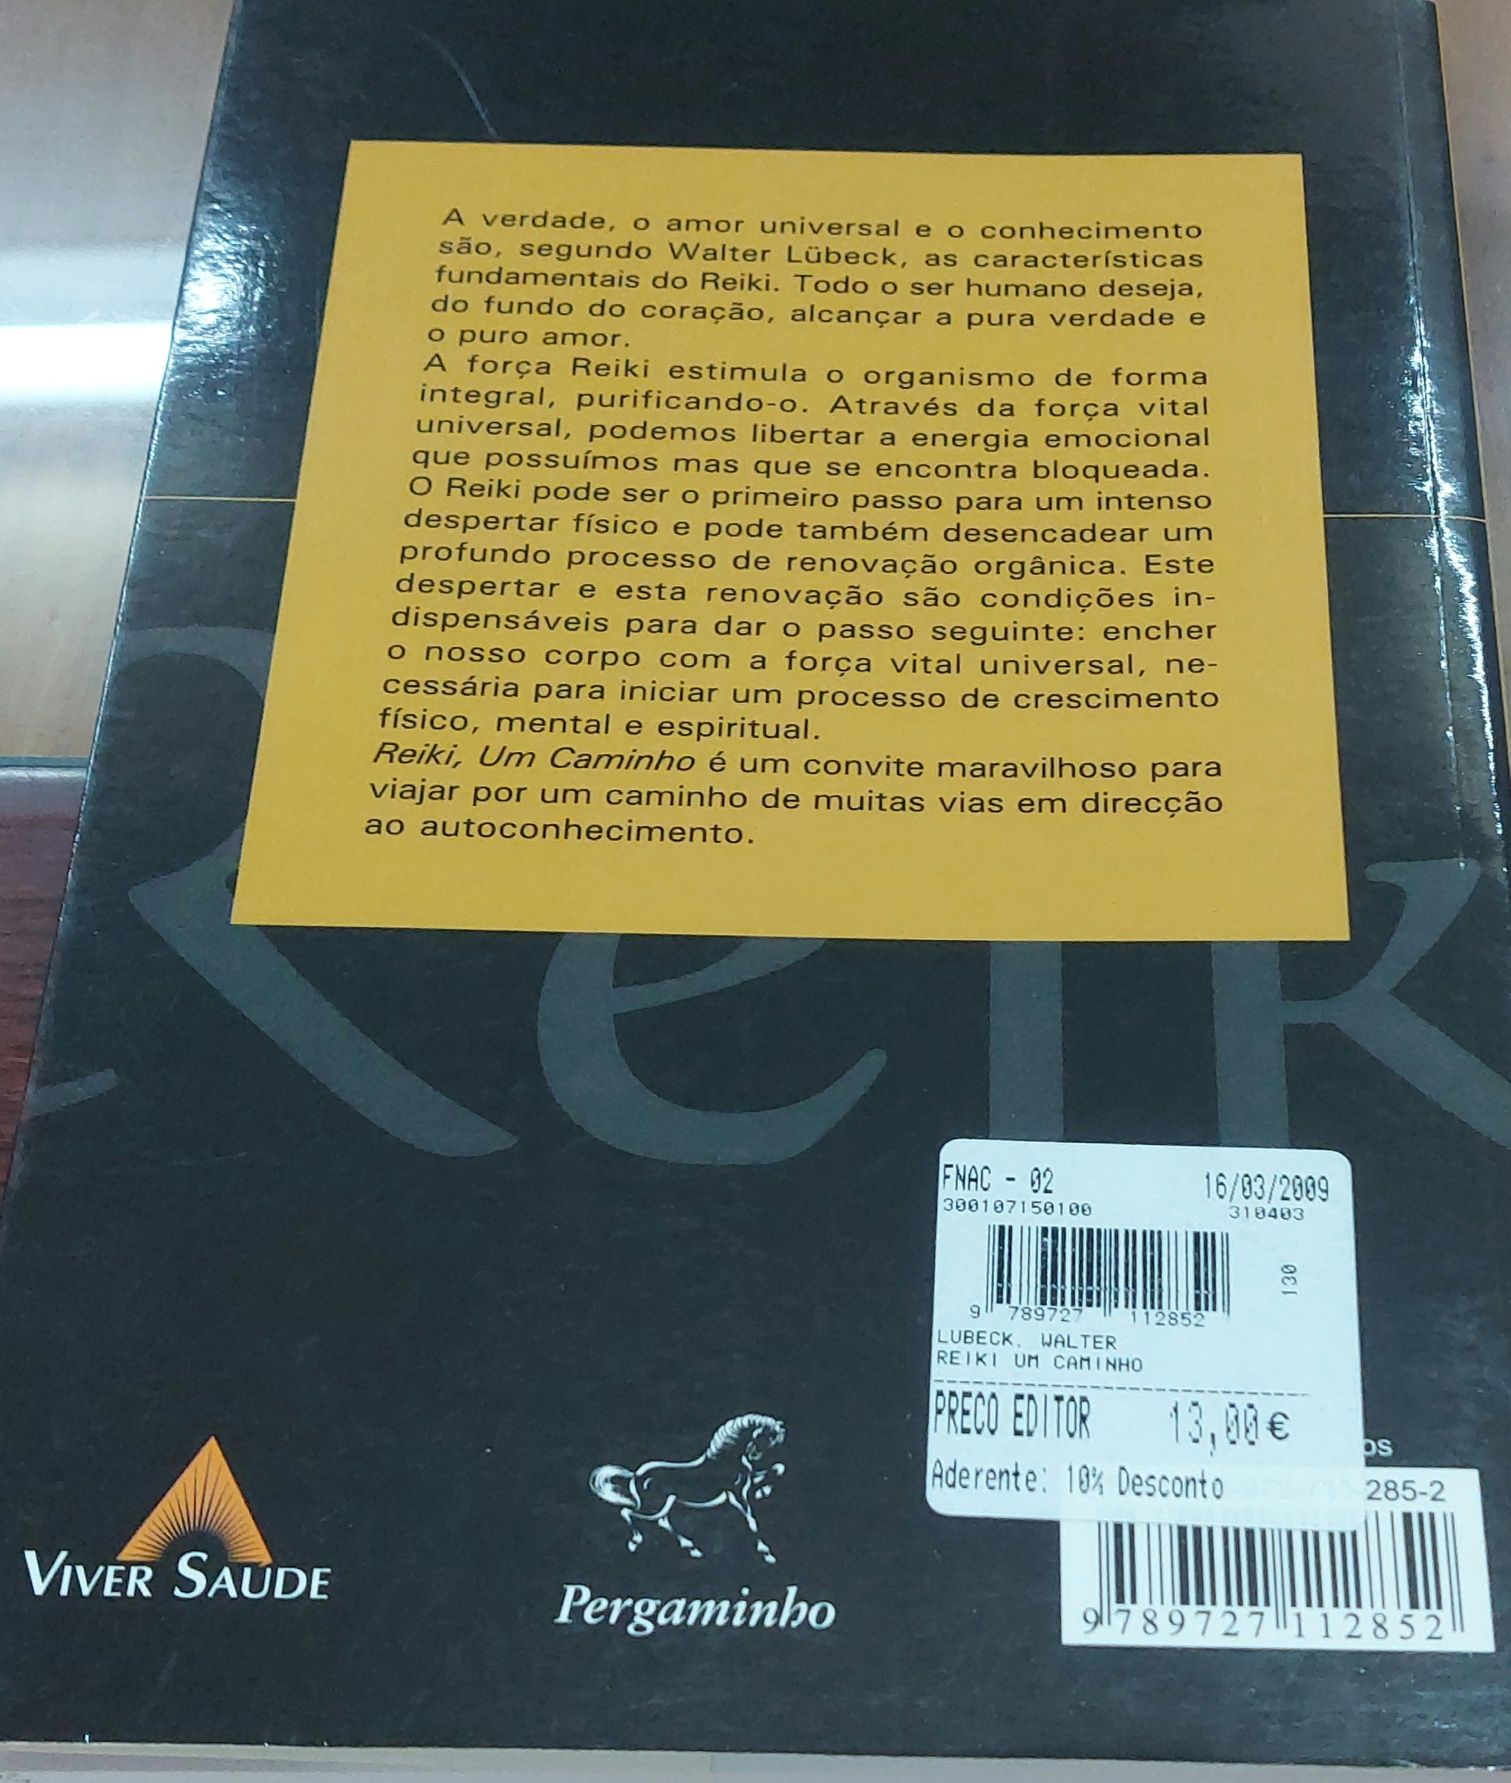 A verdade, o amor universal e o conhecimento
são, segundo Walter Lübeck, as características
fundamentais do Reiki. Todo o ser humano deseja,
do fundo do coração, alcançar a pura verdade e
o puro amor.
A força Reiki estimula o organismo de forma
integral, purificando-o. Através da força vital
universal, podemos libertar a energia emocional
que possuímos mas que se encontra bloqueada.
O Reiki pode ser o primeiro passo para um intenso
despertar físico e pode também desencadear um
profundo processo de renovação orgânica. Este
despertar e esta renovação são condições in-
dispensáveis para dar o passo seguinte: encher
o nosso corpo com a força vital universal, ne-
cessária para iniciar um processo de crescimento
físico, mental e espiritual.
Reiki, Um Caminho é um convite maravilhoso para
viajar por um caminho de muitas vias em direcção
ao autoconhecimento.
Reik
FNAC - 02 16/03/2009
300107150100 310403
130
9 789727 112852
LUBECK, WALTER
REIKI UM CAMINHO
PRECO EDITOR 13,00€
Aderente: 10% Desconto
os
285-2
9 789727 112852
VIVER SAÚDE
Pergaminho